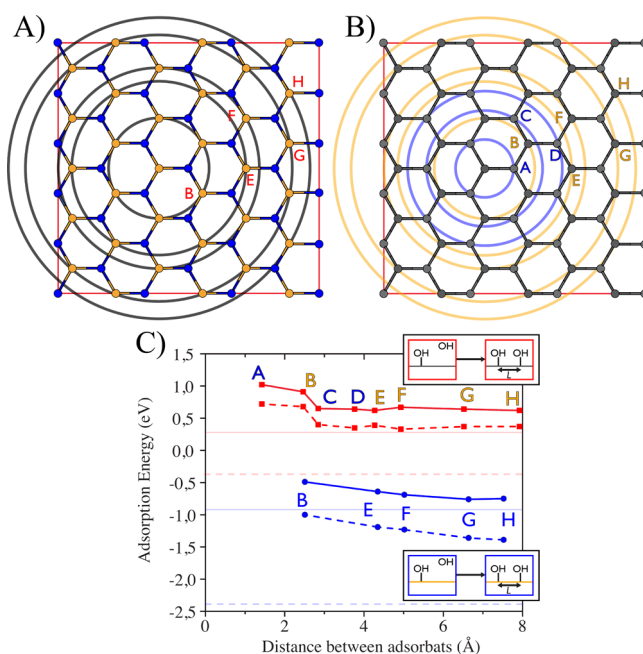 A)
B)
H
F
G
B
E
H
C
F
B
G
D
A
E
C)
Adsorption Energy (eV)
1,5
1,0
0,5
0,0
-0,5
-1,0
-1,5
-2,0
-2,5
A
B
C
D
E
F
G
H
B
E
F
G
H
OH
OH
OH OH
L
OH
OH
OH OH
L
0
2
4
6
8
Distance between adsorbats (Å)